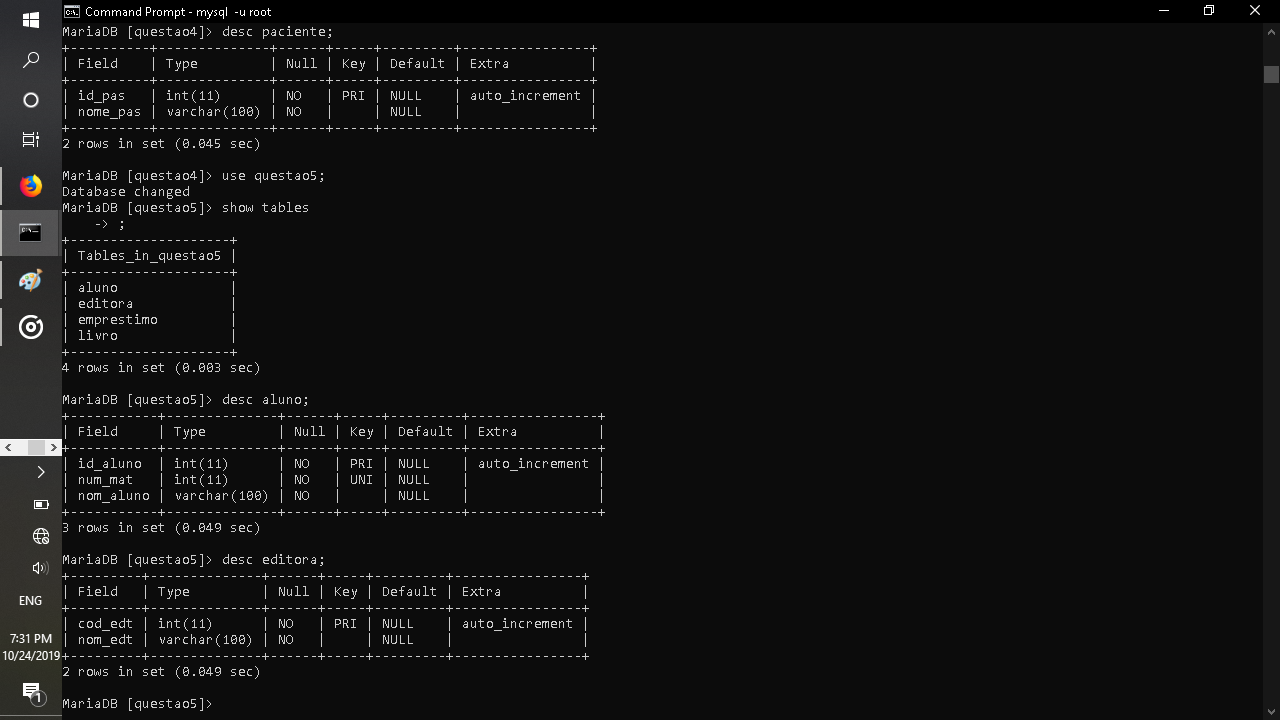 Command Prompt - mysql  -u root
MariaDB [questao4]> desc paciente;
+----------+--------------+------+-----+---------+----------------+
| Field    | Type         | Null | Key | Default | Extra          |
+----------+--------------+------+-----+---------+----------------+
| id_pas   | int(11)      | NO   | PRI | NULL    | auto_increment |
| nome_pas | varchar(100) | NO   |     | NULL    |                |
+----------+--------------+------+-----+---------+----------------+
2 rows in set (0.045 sec)
MariaDB [questao4]> use questao5;
Database changed
MariaDB [questao5]> show tables
    -> ;
+--------------------+
| Tables_in_questao5 |
+--------------------+
| aluno              |
| editora            |
| emprestimo         |
| livro              |
+--------------------+
4 rows in set (0.003 sec)
MariaDB [questao5]> desc aluno;
+-----------+--------------+------+-----+---------+----------------+
| Field     | Type         | Null | Key | Default | Extra          |
+-----------+--------------+------+-----+---------+----------------+
| id_aluno  | int(11)      | NO   | PRI | NULL    | auto_increment |
| num_mat   | int(11)      | NO   | UNI | NULL    |                |
| nom_aluno | varchar(100) | NO   |     | NULL    |                |
+-----------+--------------+------+-----+---------+----------------+
3 rows in set (0.049 sec)
MariaDB [questao5]> desc editora;
+---------+--------------+------+-----+---------+----------------+
| Field   | Type         | Null | Key | Default | Extra          |
+---------+--------------+------+-----+---------+----------------+
| cod_edt | int(11)      | NO   | PRI | NULL    | auto_increment |
| nom_edt | varchar(100) | NO   |     | NULL    |                |
+---------+--------------+------+-----+---------+----------------+
2 rows in set (0.049 sec)
MariaDB [questao5]>
ENG
7:31 PM
10/24/2019
1